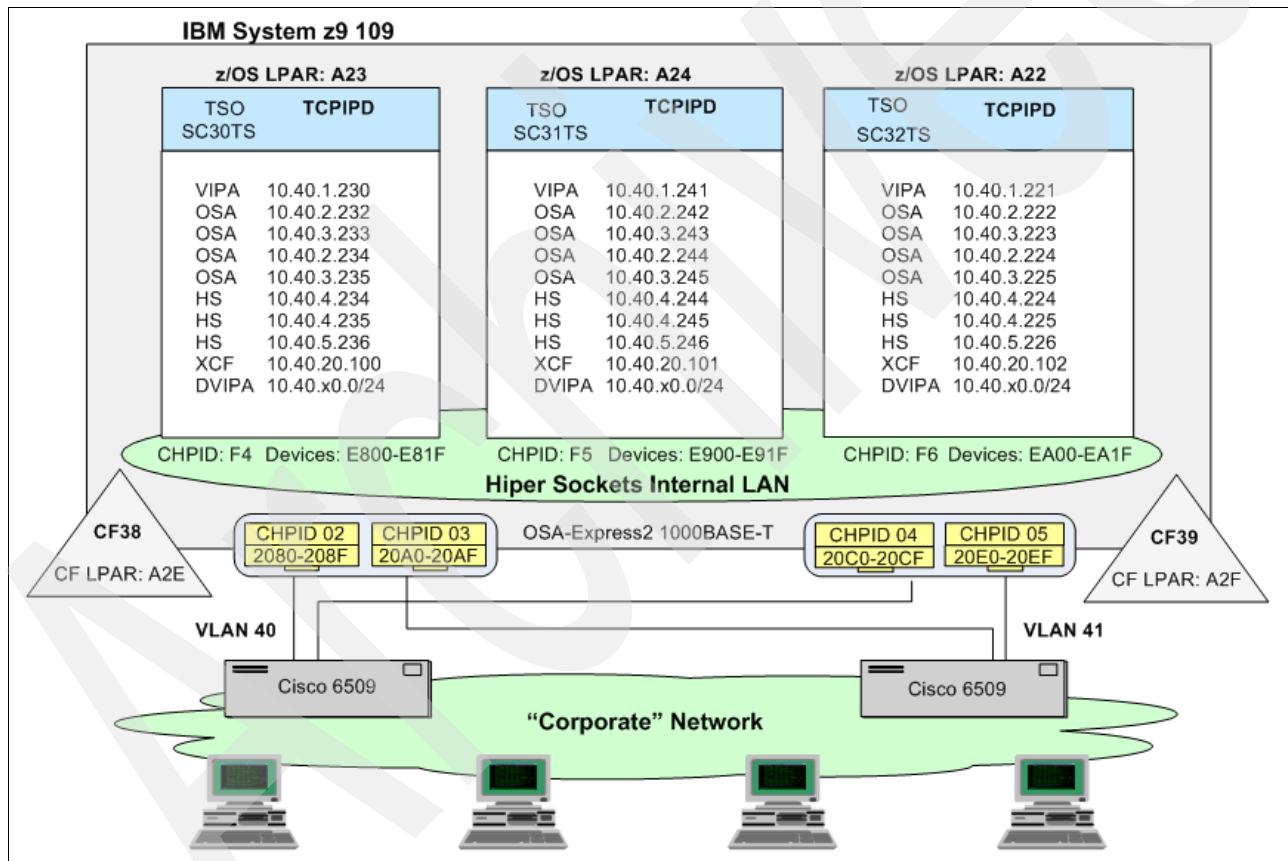 IBM System z9 109
z/OS LPAR: A23
TSO TCPIPD
SC30TS
VIPA 10.40.1.230
OSA 10.40.2.232
OSA 10.40.3.233
OSA 10.40.2.234
OSA 10.40.3.235
HS 10.40.4.234
HS 10.40.4.235
HS 10.40.5.236
XCF 10.40.20.100
DVIPA 10.40.x0.0/24
z/OS LPAR: A24
TSO TCPIPD
SC31TS
VIPA 10.40.1.241
OSA 10.40.2.242
OSA 10.40.3.243
OSA 10.40.2.244
OSA 10.40.3.245
HS 10.40.4.244
HS 10.40.4.245
HS 10.40.5.246
XCF 10.40.20.101
DVIPA 10.40.x0.0/24
z/OS LPAR: A22
TSO TCPIPD
SC32TS
VIPA 10.40.1.221
OSA 10.40.2.222
OSA 10.40.3.223
OSA 10.40.2.224
OSA 10.40.3.225
HS 10.40.4.224
HS 10.40.4.225
HS 10.40.5.226
XCF 10.40.20.102
DVIPA 10.40.x0.0/24
CHPID: F4 Devices: E800-E81F
CHPID: F5 Devices: E900-E91F
CHPID: F6 Devices: EA00-EA1F
Hiper Sockets Internal LAN
CF38
CF LPAR: A2E
CHPID 02
2080-208F
CHPID 03
20A0-20AF
OSA-Express2 1000BASE-T
CHPID 04
20C0-20CF
CHPID 05
20E0-20EF
CF39
CF LPAR: A2F
VLAN 40
VLAN 41
Cisco 6509
Cisco 6509
“Corporate” Network